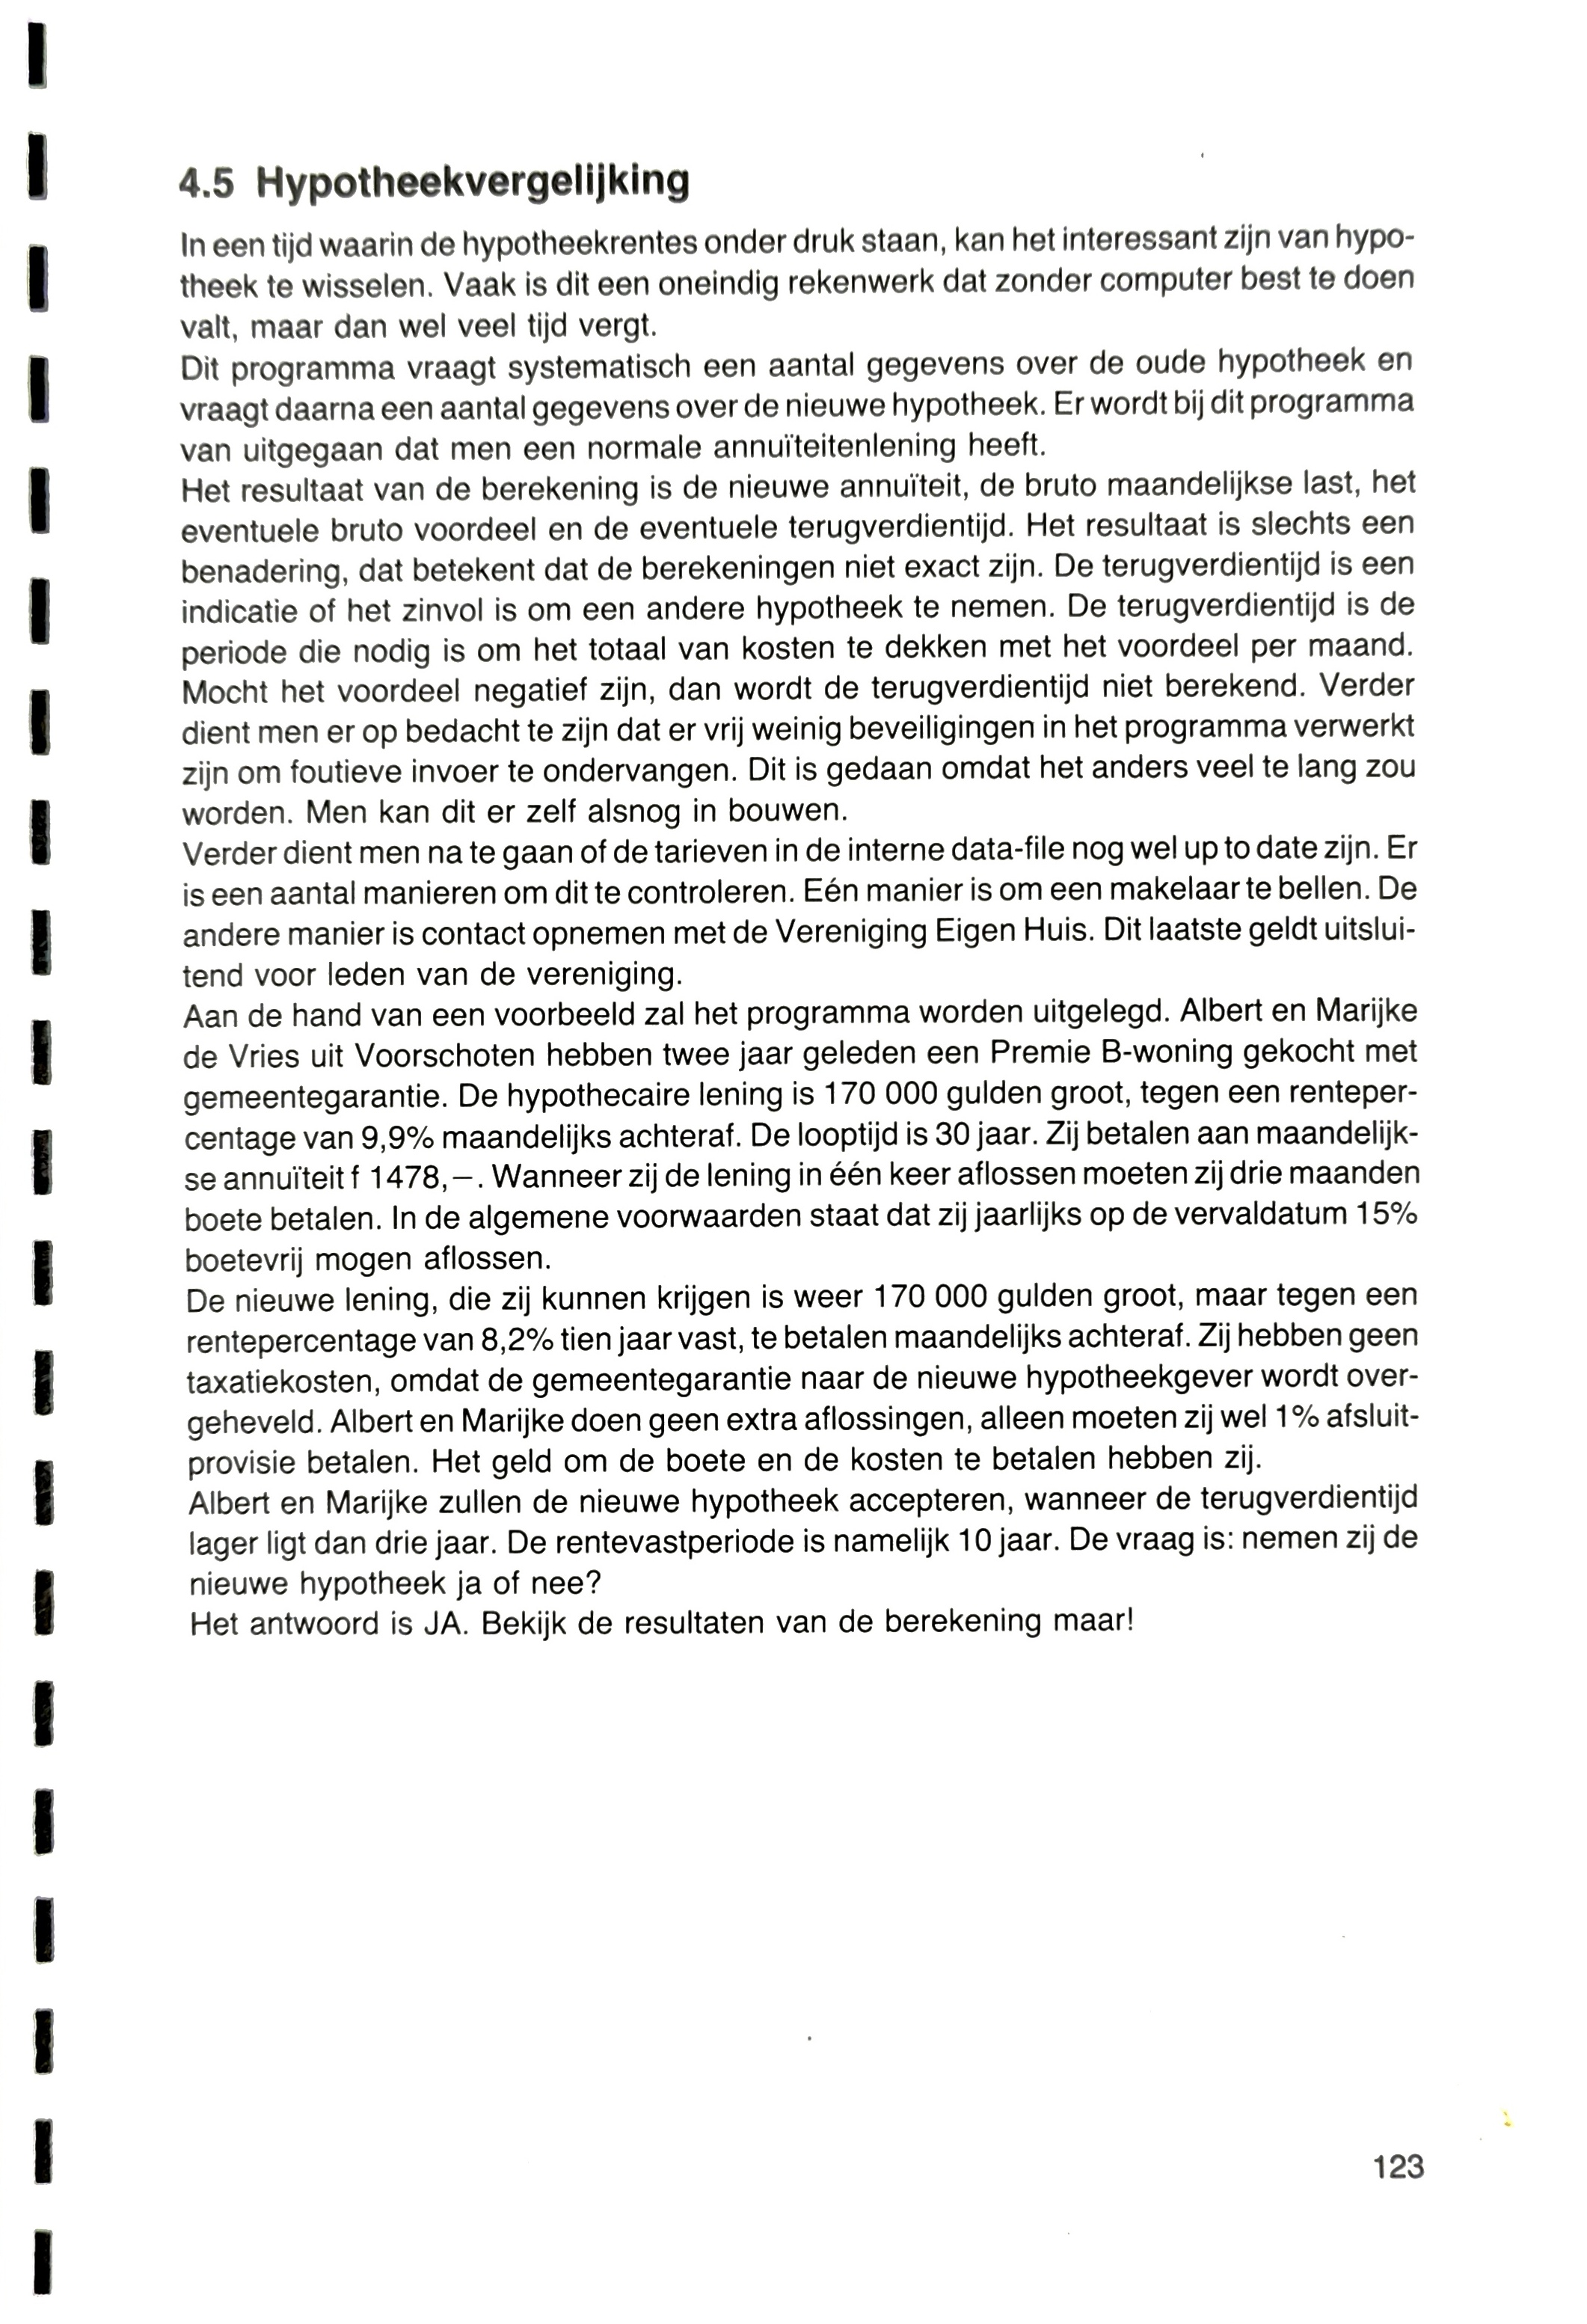 4.5 Hypotheekvergelijking
In een tijd waarin de hypotheekrentes onder druk staan, kan het interessant zijn van hypo-
theek te wisselen. Vaak is dit een oneindig rekenwerk dat zonder computer best te doen
valt, maar dan wel veel tijd vergt.
Dit programma vraagt systematisch een aantal gegevens over de oude hypotheek en
vraagt daarna een aantal gegevens over de nieuwe hypotheek. Er wordt bij dit programma
van uitgegaan dat men een normale annuïteitenlening heeft.
Het resultaat van de berekening is de nieuwe annuïteit, de bruto maandelijkse last, het
eventuele bruto voordeel en de eventuele terugverdientijd. Het resultaat is slechts een
benadering, dat betekent dat de berekeningen niet exact zijn. De terugverdientijd is een
indicatie of het zinvol is om een andere hypotheek te nemen. De terugverdientijd is de
periode die nodig is om het totaal van kosten te dekken met het voordeel per maand.
Mocht het voordeel negatief zijn, dan wordt de terugverdientijd niet berekend. Verder
dient men er op bedacht te zijn dat er vrij weinig beveiligingen in het programma verwerkt
zijn om foutieve invoer te ondervangen. Dit is gedaan omdat het anders veel te lang zou
worden. Men kan dit er zelf alsnog in bouwen.
Verder dient men na te gaan of de tarieven in de interne data-file nog wel up to date zijn. Er
is een aantal manieren om dit te controleren. Eén manier is om een makelaar te bellen. De
andere manier is contact opnemen met de Vereniging Eigen Huis. Dit laatste geldt uitslui-
tend voor leden van de vereniging.
Aan de hand van een voorbeeld zal het programma worden uitgelegd. Albert en Marijke
de Vries uit Voorschoten hebben twee jaar geleden een Premie B-woning gekocht met
gemeentegarantie. De hypothecaire lening is 170 000 gulden groot, tegen een renteper-
centage van 9,9% maandelijks achteraf. De looptijd is 30 jaar. Zij betalen aan maandelijk-
se annuïteit f 1478,–. Wanneer zij de lening in één keer aflossen moeten zij drie maanden
boete betalen. In de algemene voorwaarden staat dat zij jaarlijks op de vervaldatum 15%
boetevrij mogen aflossen.
De nieuwe lening, die zij kunnen krijgen is weer 170 000 gulden groot, maar tegen een
rentepercentage van 8,2% tien jaar vast, te betalen maandelijks achteraf. Zij hebben geen
taxatiekosten, omdat de gemeentegarantie naar de nieuwe hypotheekgever wordt over-
geheveld. Albert en Marijke doen geen extra aflossingen, alleen moeten zij wel 1% afsluit-
provisie betalen. Het geld om de boete en de kosten te betalen hebben zij.
Albert en Marijke zullen de nieuwe hypotheek accepteren, wanneer de terugverdientijd
lager ligt dan drie jaar. De rentevastperiode is namelijk 10 jaar. De vraag is: nemen zij de
nieuwe hypotheek ja of nee?
Het antwoord is JA. Bekijk de resultaten van de berekening maar!
123